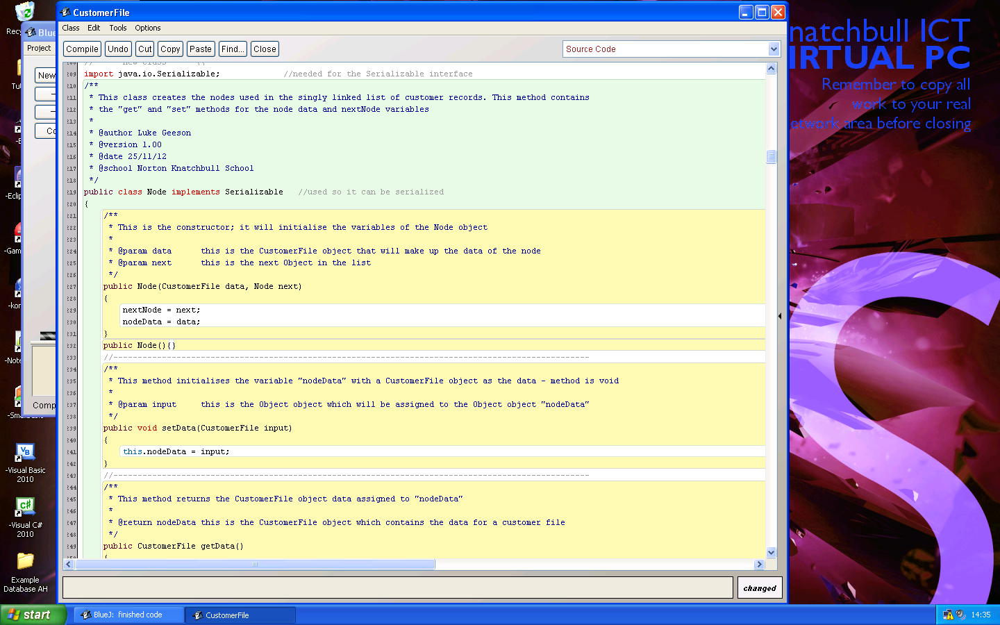 CustomerFile
Class Edit Tools Options
Compile Undo Cut Copy Paste Find... Close
Source Code
import java.io.Serializable; //needed for the Serializable interface
/**
* This class creates the nodes used in the singly linked list of customer records. This method contains
* the "get" and "set" methods for the node data and nextNode variables
*
* @author Luke Geeson
* @version 1.00
* @date 25/11/12
* @school Norton Knatchbull School
*/
public class Node implements Serializable //used so it can be serialized
{
/**
* This is the constructor; it will initialise the variables of the Node object
*
* @param data this is the CustomerFile object that will make up the data of the node
* @param next this is the next Object in the list
*/
public Node(CustomerFile data, Node next)
{
nextNode = next;
nodeData = data;
}
public Node(){}
//--------------------------------------------------------------------------------------------------
/**
* This method initialises the variable "nodeData" with a CustomerFile object as the data - method is void
*
* @param input this is the Object object which will be assigned to the Object object "nodeData"
*/
public void setData(CustomerFile input)
{
this.nodeData = input;
}
//--------------------------------------------------------------------------------------------------
/**
* This method returns the CustomerFile object data assigned to "nodeData"
*
* @return nodeData this is the CustomerFile object which contains the data for a customer file
*/
public CustomerFile getData()
changed
natchbull ICT
IRTUAL PC
Remember to copy all
work to your real
etwork area before closing
Project
New
-Visual Basic
2010
-Visual C#
2010
Example
Database AH
start
BlueJ: finished code
CustomerFile
14:35